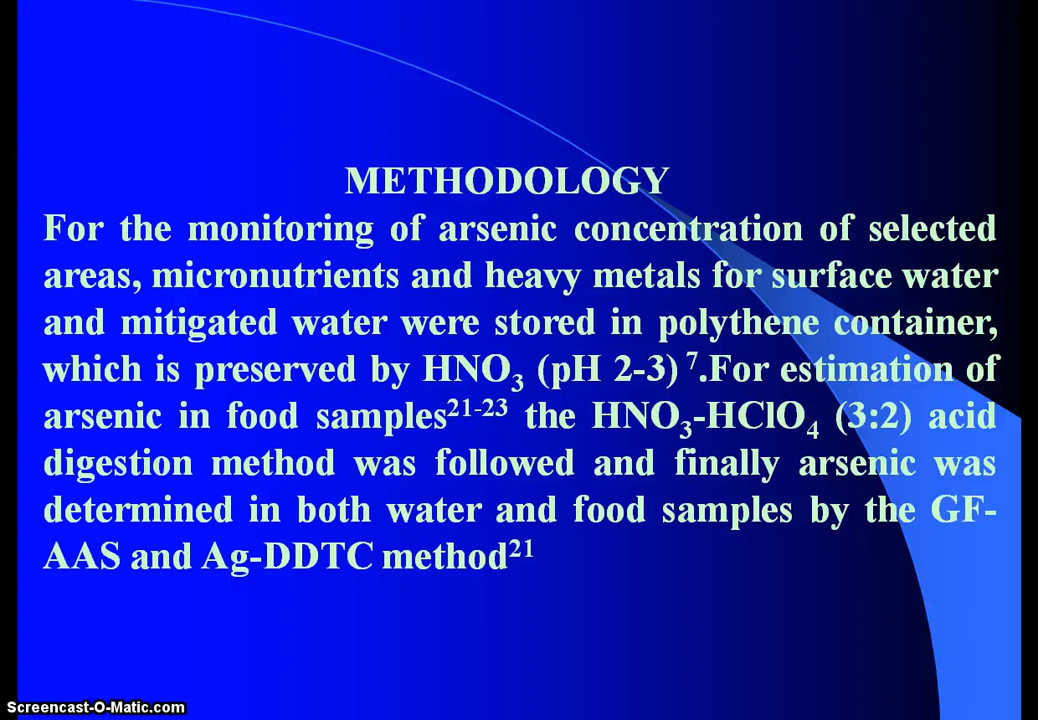 METHODOLOGY
For the monitoring of arsenic concentration of selected
areas, micronutrients and heavy metals for surface water
and mitigated water were stored in polythene container,
which is preserved by HNO₃ (pH 2-3) ⁷.For estimation of
arsenic in food samples²¹⁻²³ the HNO₃-HClO₄ (3:2) acid
digestion method was followed and finally arsenic was
determined in both water and food samples by the GF-
AAS and Ag-DDTC method²¹
Screencast-O-Matic.com